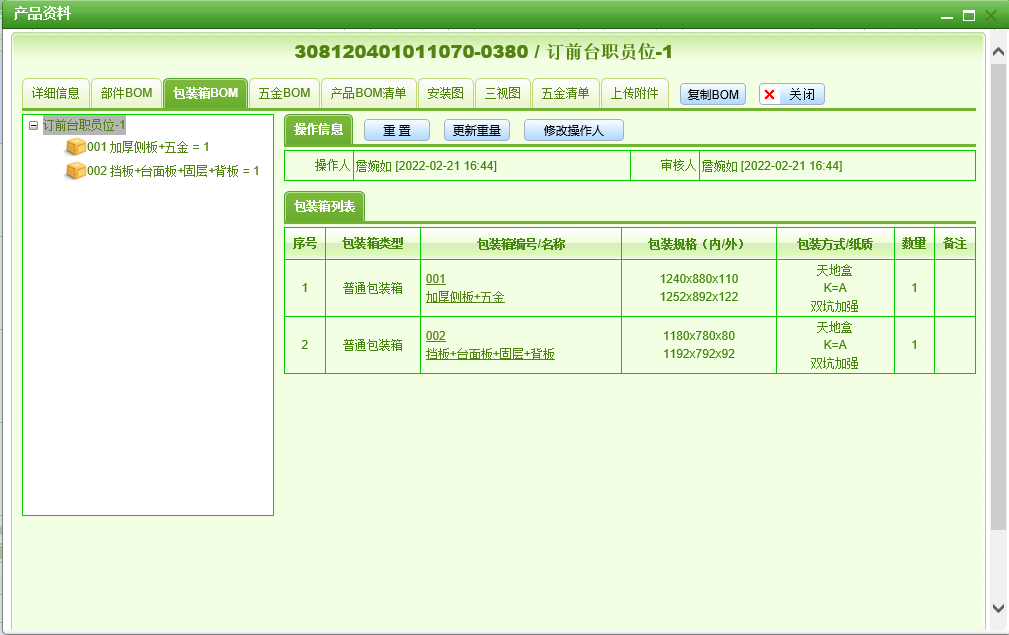 产品资料
308120401011070-0380 / 订前台职员位-1
详细信息 部件BOM 包装箱BOM 五金BOM 产品BOM清单 安装图 三视图 五金清单 上传附件 复制BOM 关闭
订前台职员位-1
001 加厚侧板+五金 = 1
002 挡板+台面板+固层+背板 = 1
操作信息 重 置 更新重量 修改操作人
操作人 詹婉如 [2022-02-21 16:44] 审核人 詹婉如 [2022-02-21 16:44]
包装箱列表
序号 包装箱类型 包装箱编号/名称 包装规格（内/外） 包装方式/纸质 数量 备注
1 普通包装箱
001
加厚侧板+五金
1240x880x110
1252x892x122
天地盒
K=A
双坑加强
1
2 普通包装箱
002
挡板+台面板+固层+背板
1180x780x80
1192x792x92
天地盒
K=A
双坑加强
1